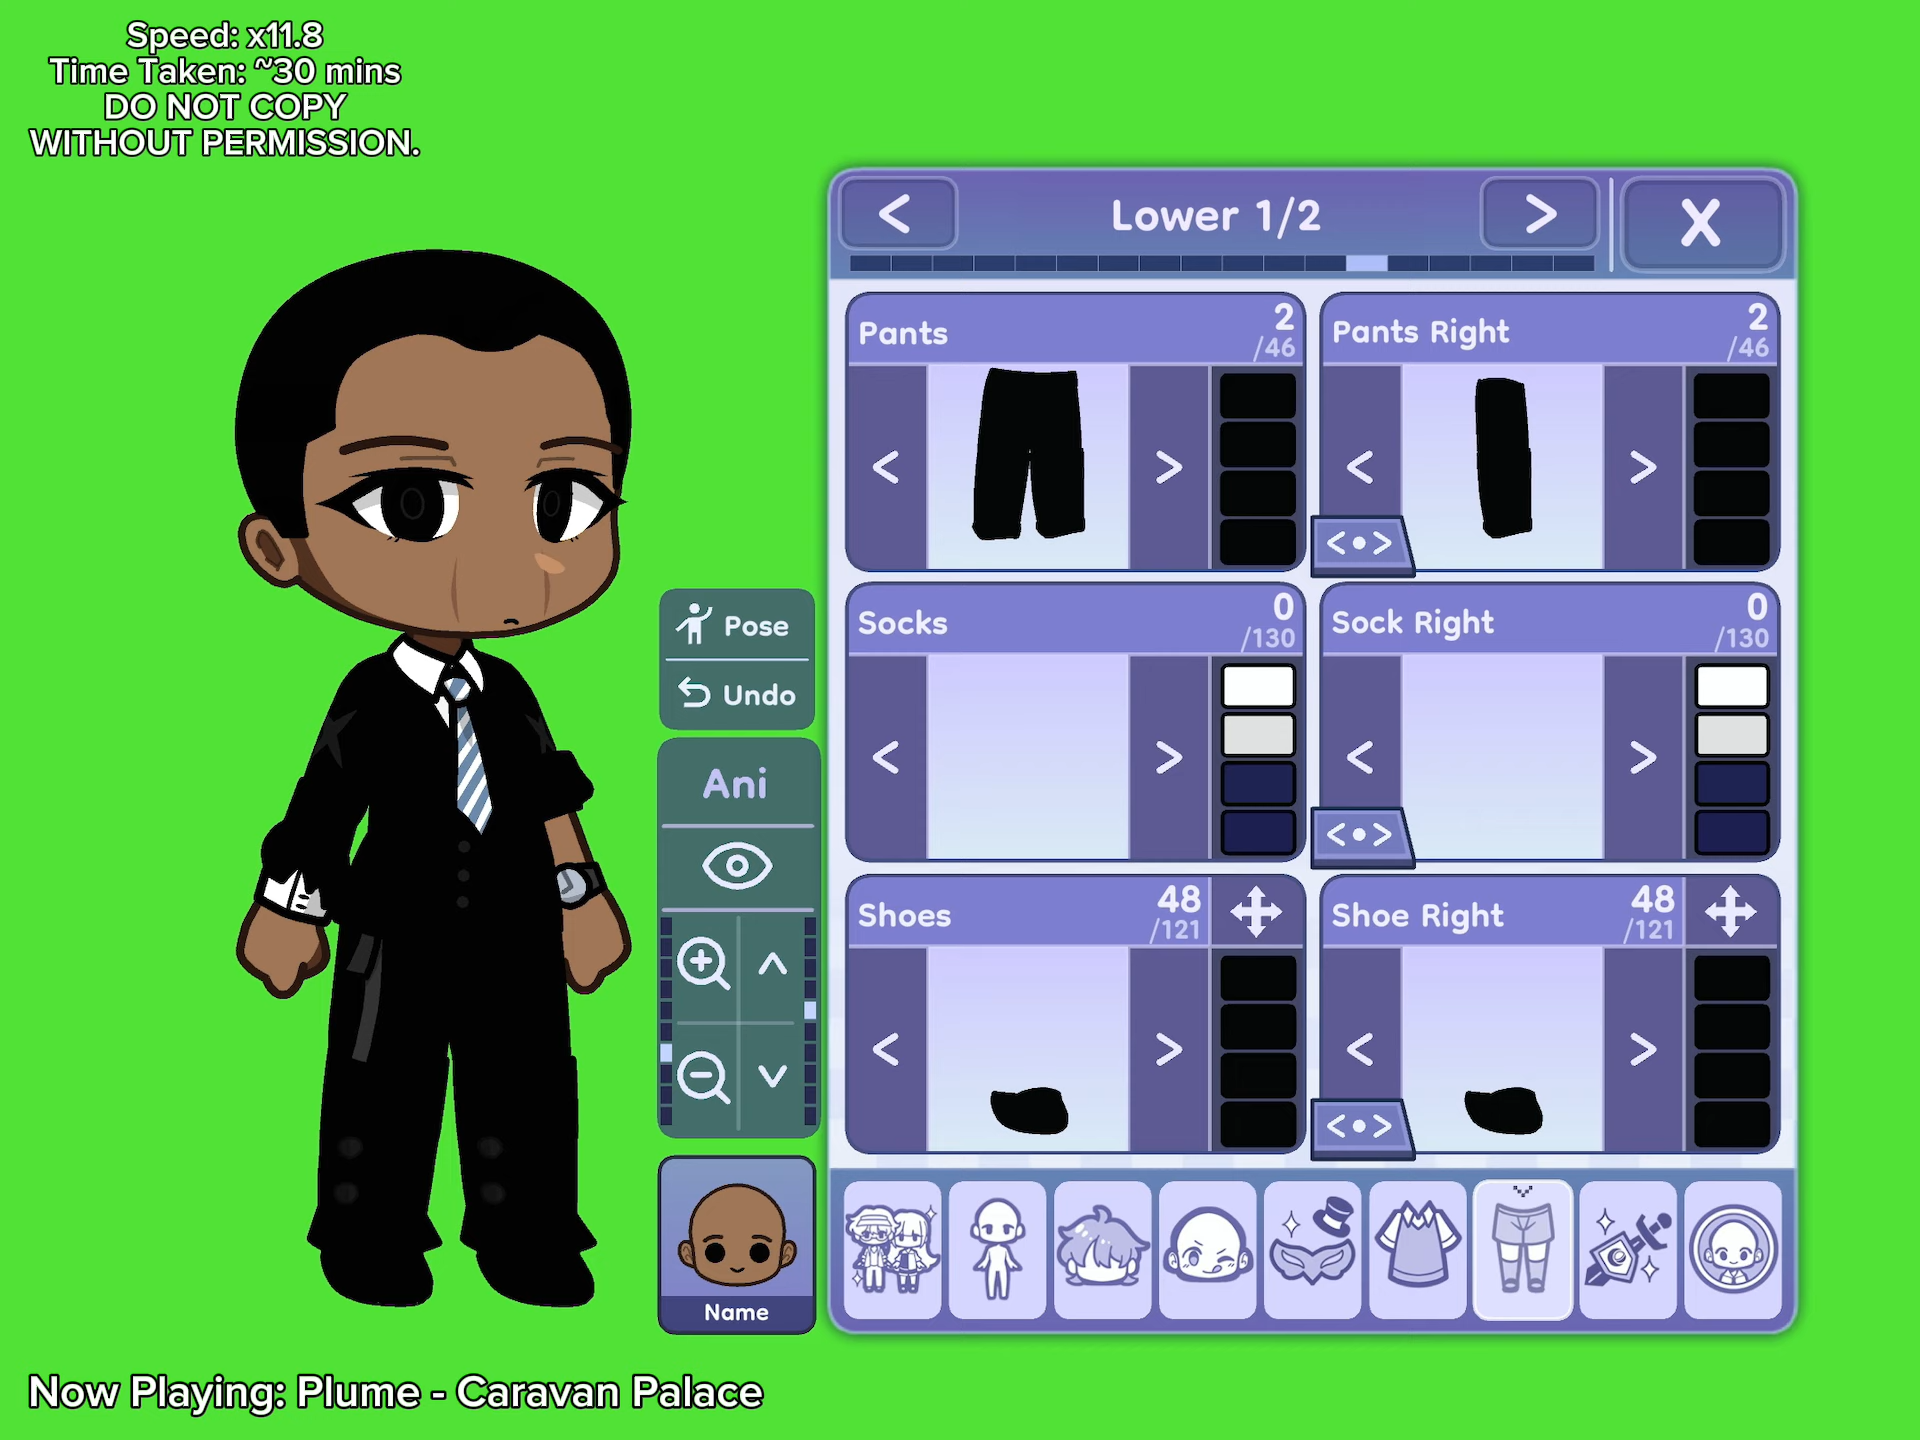 Speed: x11.8
Time Taken: ~30 mins
DO NOT COPY
WITHOUT PERMISSION.
< Lower 1/2 > X
Pants 2/46
Pants Right 2/46
< >
< >
< • >
Socks 0/130
Sock Right 0/130
< >
< >
< • >
Shoes 48/121
Shoe Right 48/121
< >
< >
< • >
Pose
Undo
Ani
Name
Now Playing: Plume - Caravan Palace